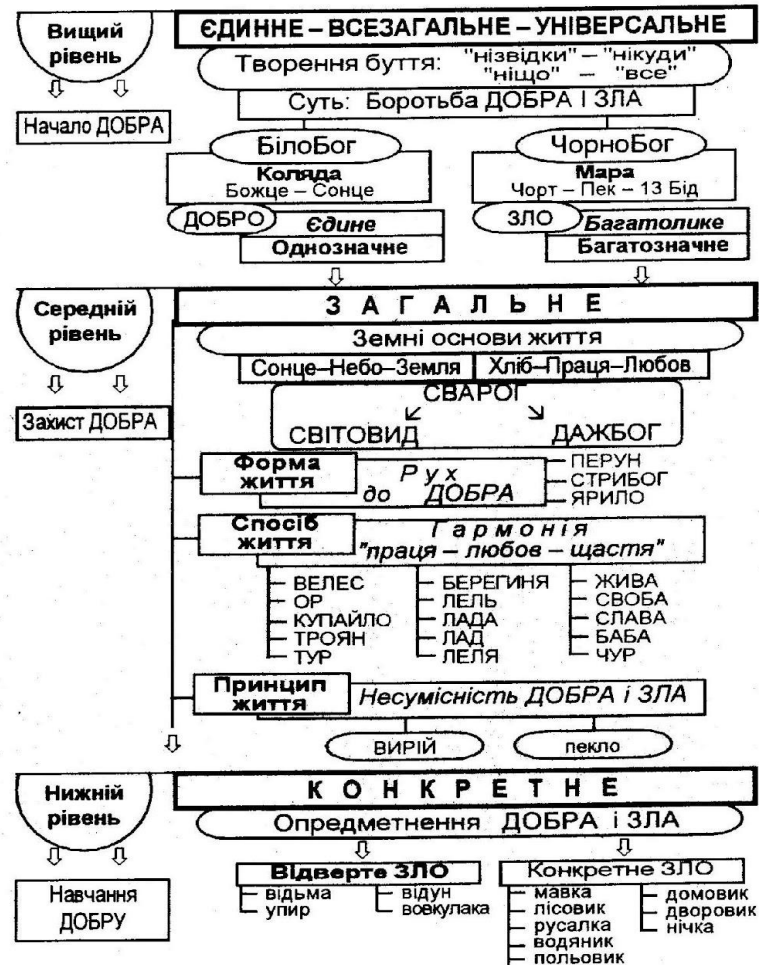 Вищий рівень
ЄДИННЕ – ВСЕЗАГАЛЬНЕ – УНІВЕРСАЛЬНЕ
Творення буття: "нізвідки" – "нікуди"
"ніщо" – "все"
Суть: Боротьба ДОБРА І ЗЛА
Начало ДОБРА
БілоБог
ЧорноБог
Коляда
Божце – Сонце
Мара
Чорт – Пек – 13 Бід
ДОБРО
Єдине
Однозначне
ЗЛО
Багатолике
Багатозначне
Середній рівень
ЗАГАЛЬНЕ
Земні основи життя
Сонце–Небо–Земля
Хліб–Праця–Любов
Захист ДОБРА
СВАРОГ
СВІТОВИД
ДАЖБОГ
Форма життя
Рух
до ДОБРА
ПЕРУН
СТРИБОГ
ЯРИЛО
Спосіб життя
Гармонія
"праця – любов – щастя"
ВЕЛЕС
ОР
КУПАЙЛО
ТРОЯН
ТУР
БЕРЕГИНЯ
ЛЕЛЬ
ЛАДА
ЛАД
ЛЕЛЯ
ЖИВА
СВОБА
СЛАВА
БАБА
ЧУР
Принцип життя
Несумісність ДОБРА і ЗЛА
ВИРІЙ
пекло
Нижній рівень
КОНКРЕТНЕ
Опредметнення ДОБРА і ЗЛА
Навчання ДОБРУ
Відверте ЗЛО
відьма
упир
відун
вовкулака
Конкретне ЗЛО
мавка
лісовик
русалка
водяник
польовик
домовик
дворовик
нічка